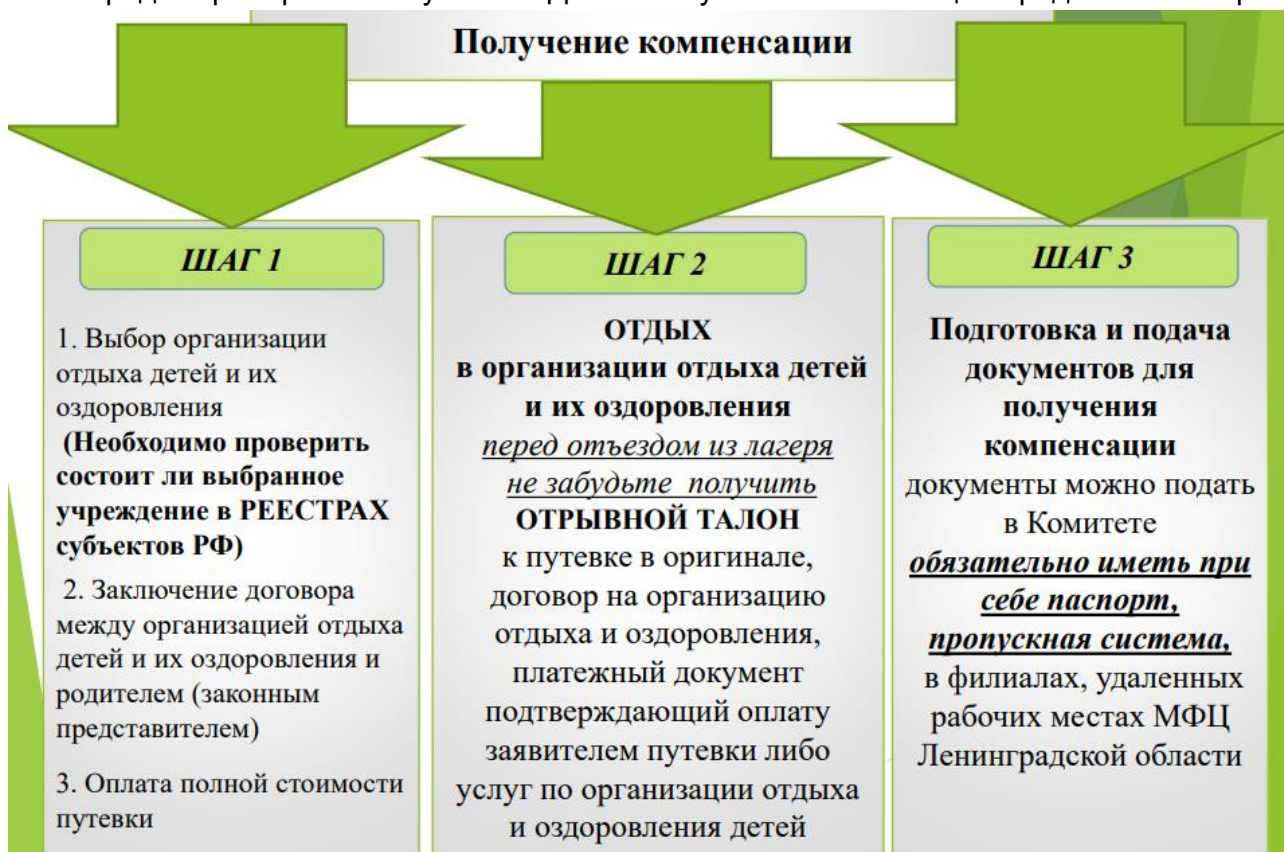 Получение компенсации
ШАГ 1
1. Выбор организации
отдыха детей и их
оздоровления
(Необходимо проверить
состоит ли выбранное
учреждение в РЕЕСТРАХ
субъектов РФ)
2. Заключение договора
между организацией отдыха
детей и их оздоровления и
родителем (законным
представителем)
3. Оплата полной стоимости
путевки
ШАГ 2
ОТДЫХ
в организации отдыха детей
и их оздоровления
перед отъездом из лагеря
не забудьте получить
ОТРЫВНОЙ ТАЛОН
к путевке в оригинале,
договор на организацию
отдыха и оздоровления,
платежный документ
подтверждающий оплату
заявителем путевки либо
услуг по организации отдыха
и оздоровления детей
ШАГ 3
Подготовка и подача
документов для
получения
компенсации
документы можно подать
в Комитете
обязательно иметь при
себе паспорт,
пропускная система,
в филиалах, удаленных
рабочих местах МФЦ
Ленинградской области